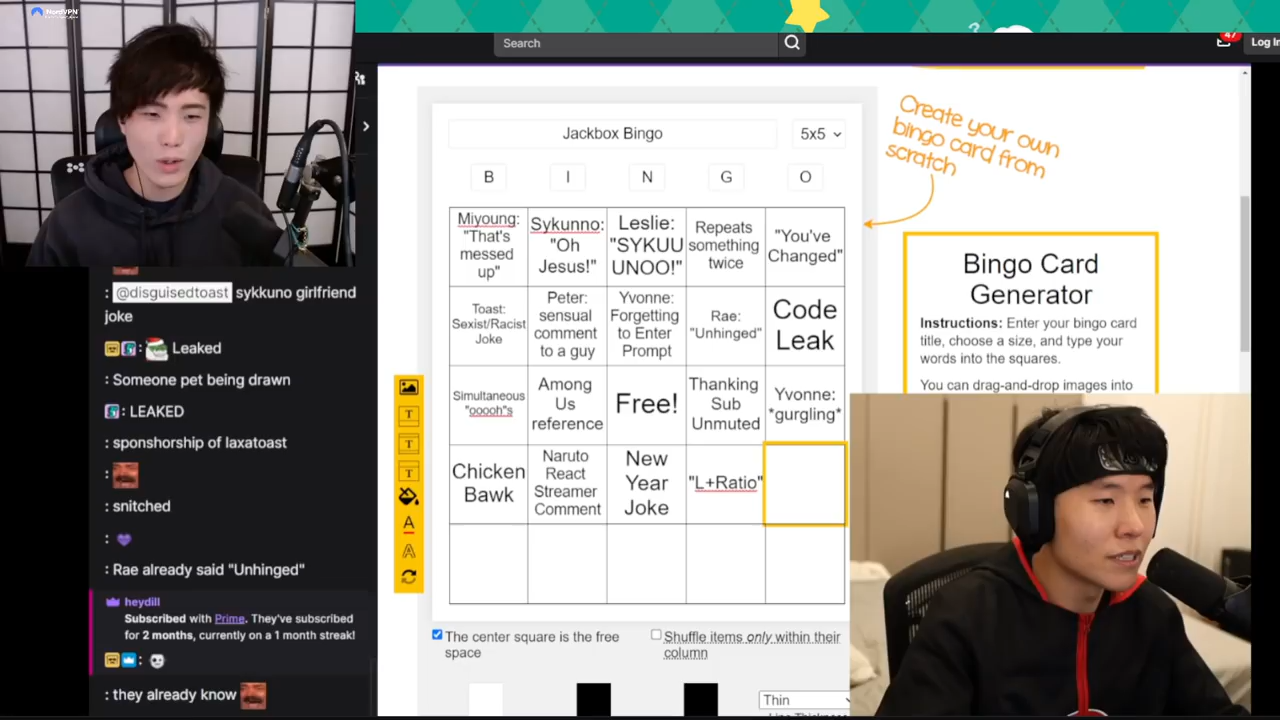 NordVPN
Search
47
Log In
: @disguisedtoast sykkuno girlfriend
joke
: Leaked
: Someone pet being drawn
: LEAKED
: sponshorship of laxatoast
:
: snitched
:
: Rae already said "Unhinged"
heydill
Subscribed with Prime. They've subscribed
for 2 months, currently on a 1 month streak!
:
: they already know
Jackbox Bingo
5x5
B I N G O
Miyoung:
"That's
messed
up"
Sykunno:
"Oh
Jesus!"
Leslie:
"SYKUU
UNOO!"
Repeats
something
twice
"You've
Changed"
Toast:
Sexist/Racist
Joke
Peter:
sensual
comment
to a guy
Yvonne:
Forgetting
to Enter
Prompt
Rae:
"Unhinged"
Code
Leak
Simultaneous
"ooooh"s
Among
Us
reference
Free!
Thanking
Sub
Unmuted
Yvonne:
*gurgling*
Chicken
Bawk
Naruto
React
Streamer
Comment
New
Year
Joke
"L+Ratio"
T
T
T
A
A
The center square is the free
space
Shuffle items only within their
column
Thin
Create your own
bingo card from
scratch
Bingo Card
Generator
Instructions: Enter your bingo card
title, choose a size, and type your
words into the squares.
You can drag-and-drop images into